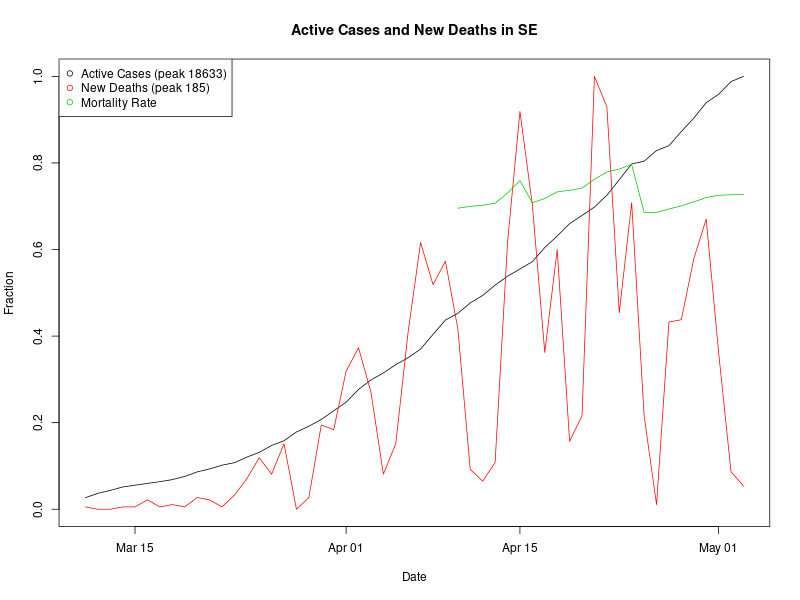 Active Cases and New Deaths in SE
Active Cases (peak 18633)
New Deaths (peak 185)
Mortality Rate
1.0
0.8
0.6
0.4
0.2
0.0
Fraction
Mar 15
Apr 01
Apr 15
May 01
Date